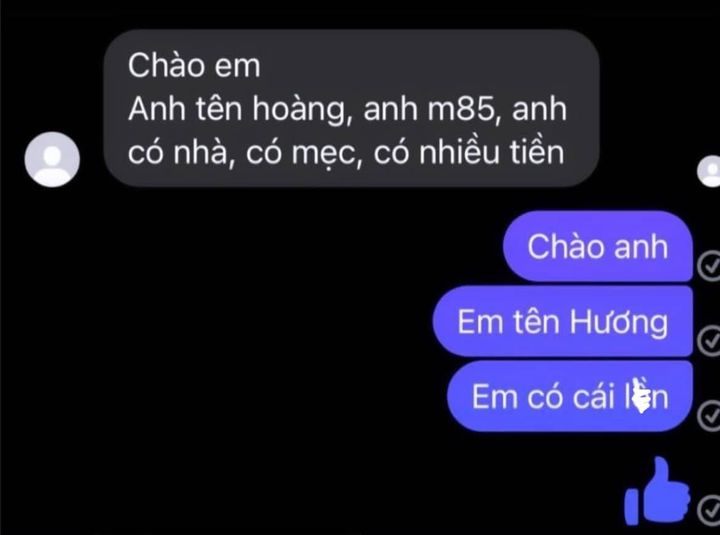 Chào em
Anh tên hoàng, anh m85, anh
có nhà, có mẹc, có nhiều tiền
Chào anh
Em tên Hương
Em có cái